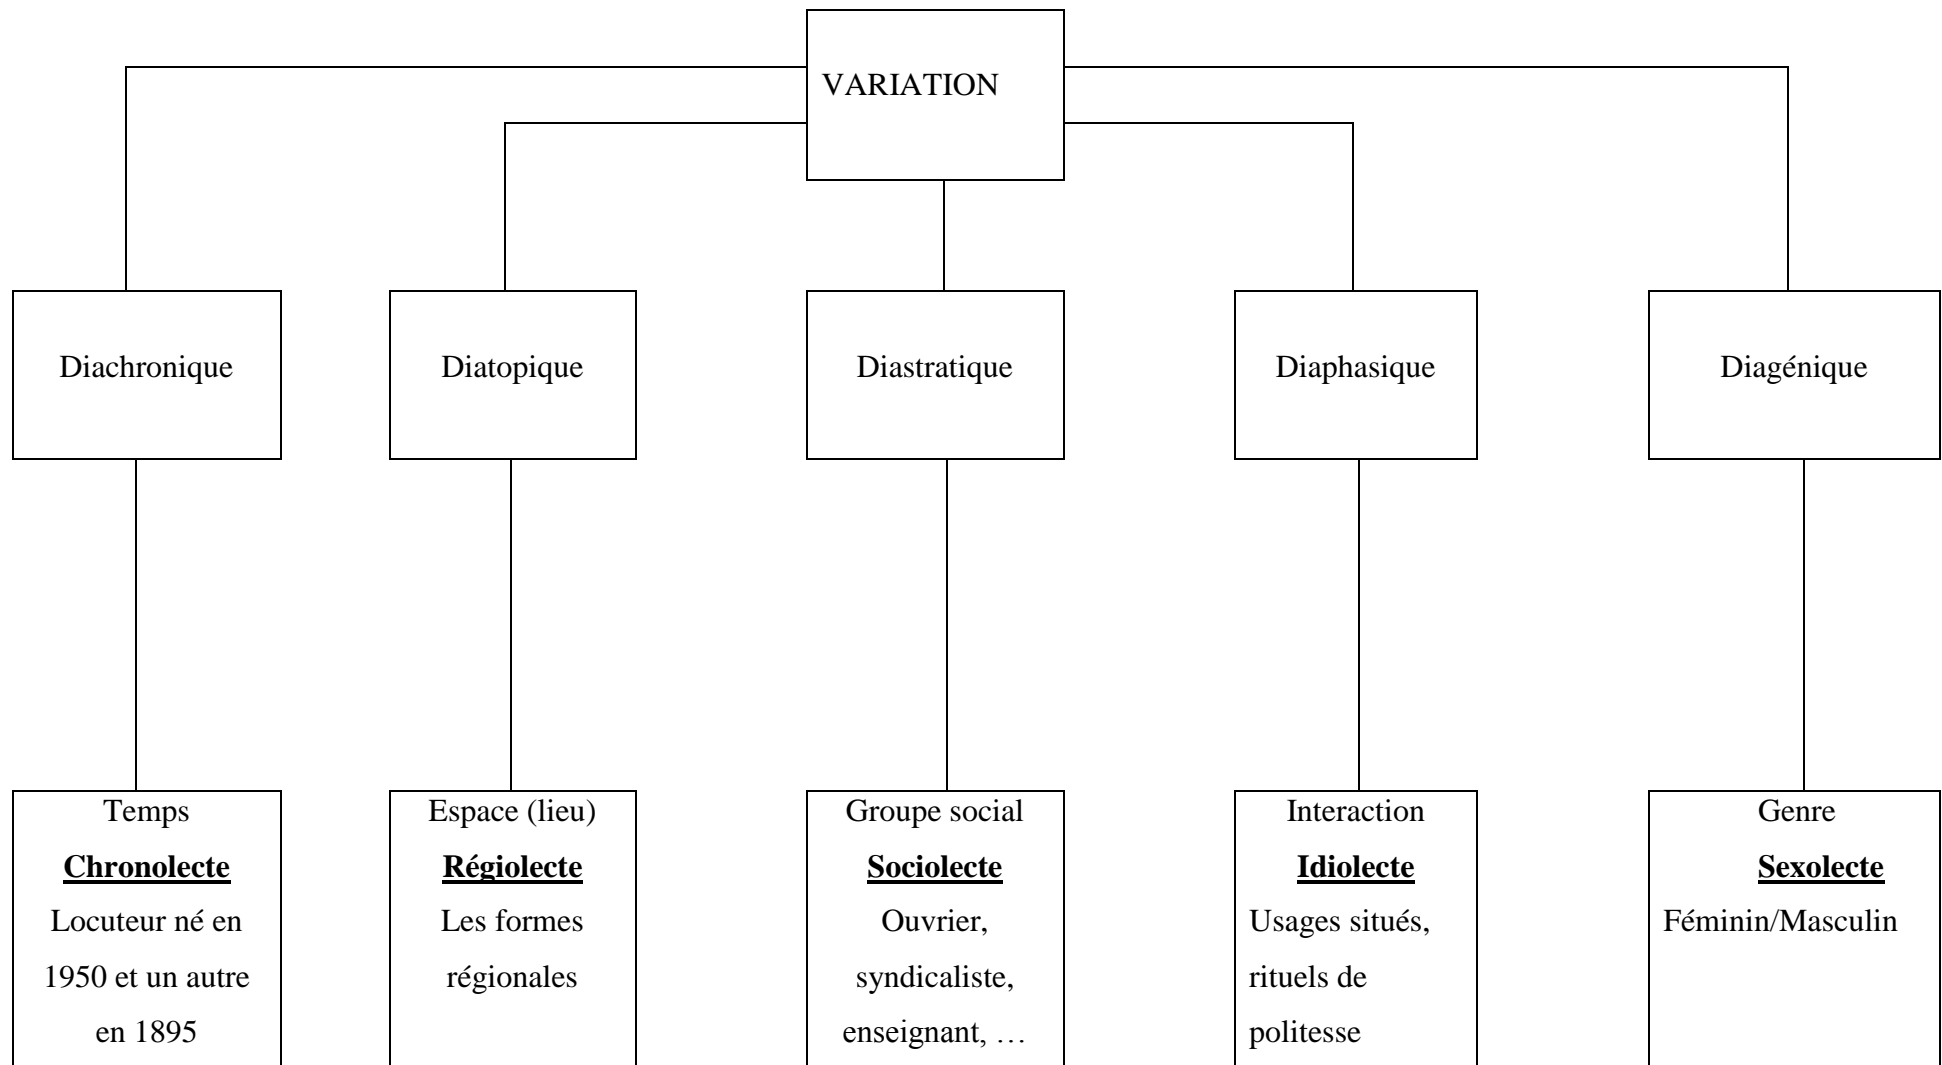 VARIATION
Diachronique
Diatopique
Diastratique
Diaphasique
Diagénique
Temps
Chronolecte
Locuteur né en
1950 et un autre
en 1895
Espace (lieu)
Régiolecte
Les formes
régionales
Groupe social
Sociolecte
Ouvrier,
syndicaliste,
enseignant, …
Interaction
Idiolecte
Usages situés,
rituels de
politesse
Genre
Sexolecte
Féminin/Masculin